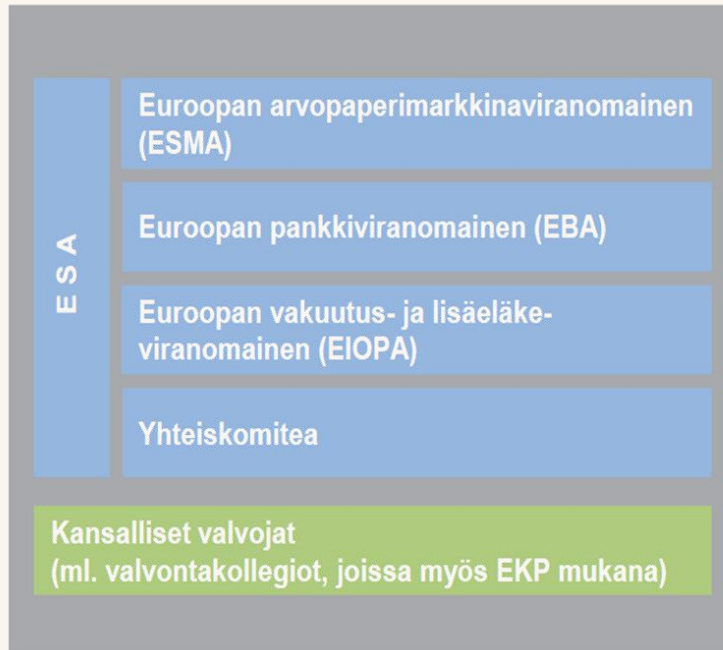 ESA
Euroopan arvopaperimarkkinaviranomainen
(ESMA)
Euroopan pankkiviranomainen (EBA)
Euroopan vakuutus- ja lisäeläke-
viranomainen (EIOPA)
Yhteiskomitea
Kansalliset valvojat
(ml. valvontakollegiot, joissa myös EKP mukana)